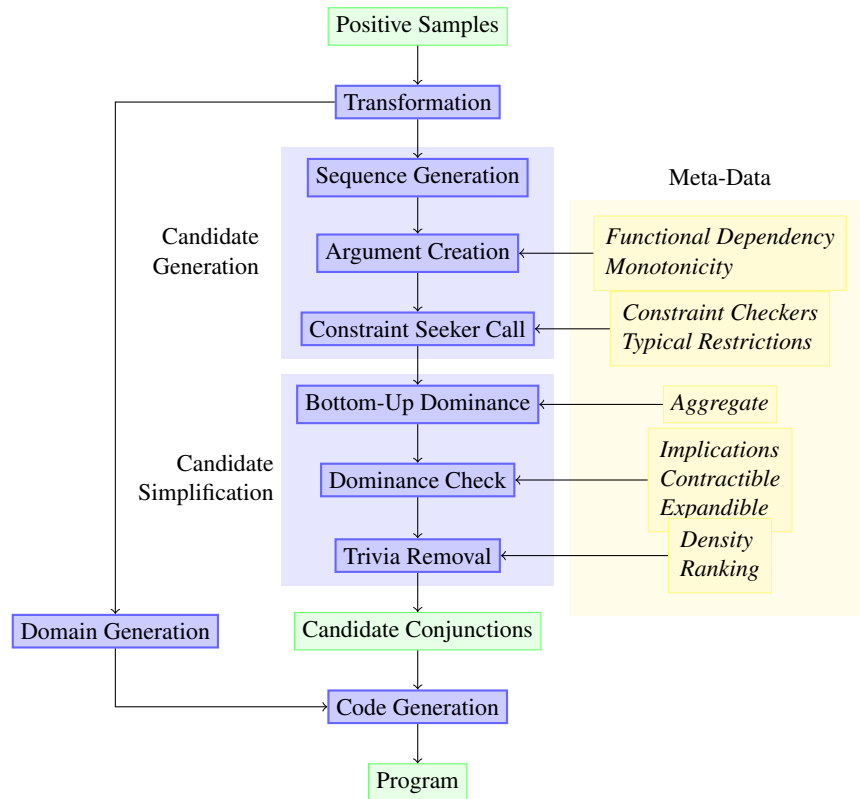 Positive Samples
Transformation
Sequence Generation
Meta-Data
Candidate
Generation
Argument Creation
Functional Dependency
Monotonicity
Constraint Seeker Call
Constraint Checkers
Typical Restrictions
Bottom-Up Dominance
Aggregate
Candidate
Simplification
Dominance Check
Implications
Contractible
Expandible
Trivia Removal
Density
Ranking
Domain Generation
Candidate Conjunctions
Code Generation
Program